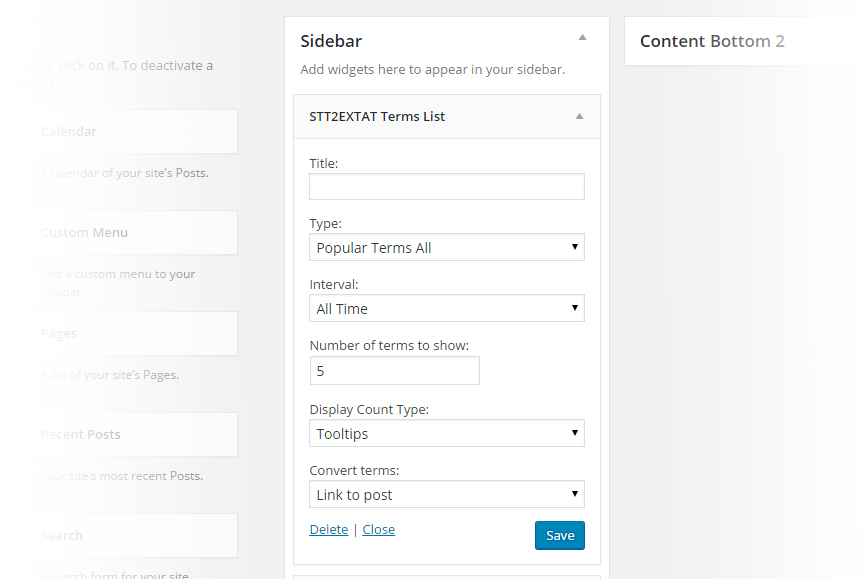 or click on it. To deactivate a
back.
Calendar
A calendar of your site's Posts.
Custom Menu
Add a custom menu to your
sidebar.
Pages
A list of your site's Pages.
Recent Posts
Your site's most recent Posts.
Search
A search form for your site.
Sidebar
Add widgets here to appear in your sidebar.
STT2EXTAT Terms List
Title:
Type:
Popular Terms All
Interval:
All Time
Number of terms to show:
5
Display Count Type:
Tooltips
Convert terms:
Link to post
Delete | Close
Save
Content Bottom 2